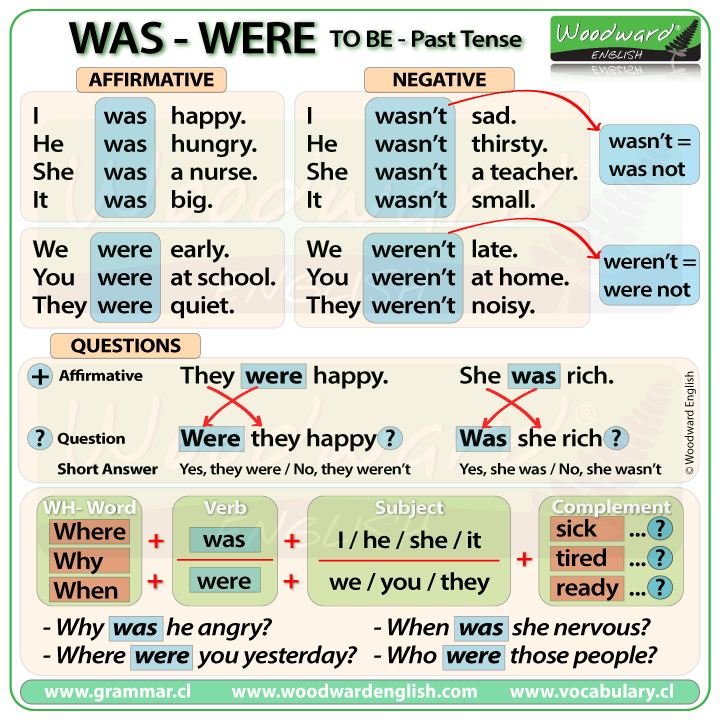 WAS - WERE TO BE - Past Tense
Woodward®
ENGLISH
AFFIRMATIVE
I was happy.
He was hungry.
She was a nurse.
It was big.
We were early.
You were at school.
They were quiet.
NEGATIVE
I wasn't sad.
He wasn't thirsty.
She wasn't a teacher.
It wasn't small.
wasn't =
was not
We weren't late.
You weren't at home.
They weren't noisy.
weren't =
were not
QUESTIONS
+ Affirmative They were happy. She was rich.
? Question Were they happy? Was she rich?
Short Answer Yes, they were / No, they weren't Yes, she was / No, she wasn't
© Woodward English
WH- Word Verb Subject Complement
Where + was + I / he / she / it + sick ...?
Why tired ...?
When + were + we / you / they ready ...?
- Why was he angry? - When was she nervous?
- Where were you yesterday? - Who were those people?
www.grammar.cl www.woodwardenglish.com www.vocabulary.cl
Woodward®
ENGLISH
Woodward®
ENGLISH